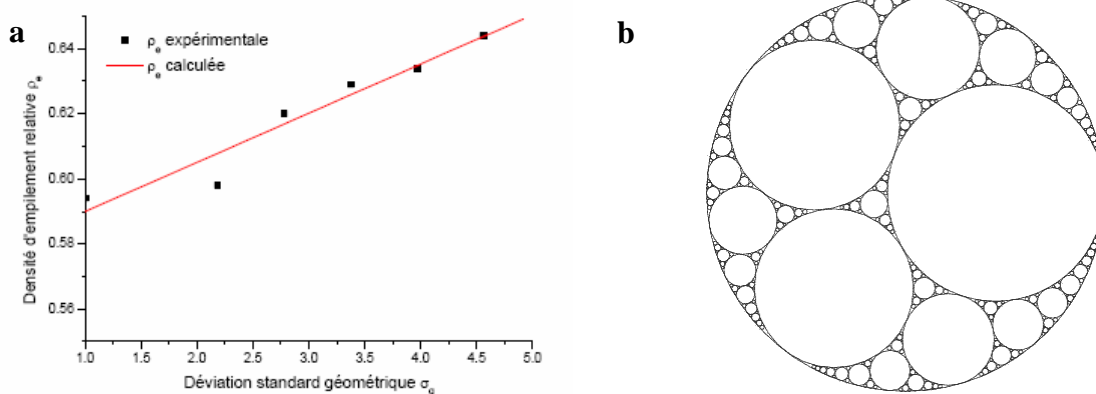 a
b
ρe expérimentale
ρe calculée
Densité d'empilement relative ρe
0.64
0.62
0.60
0.58
0.56
1.0 1.5 2.0 2.5 3.0 3.5 4.0 4.5 5.0
Déviation standard géométrique σg